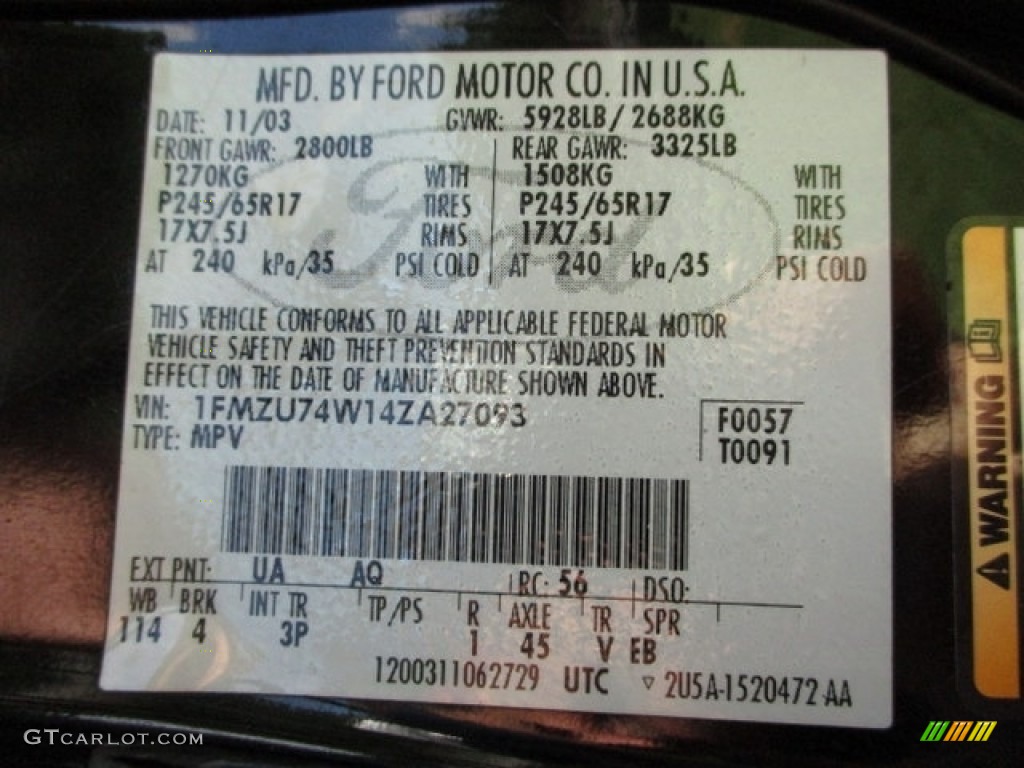 MFD. BY FORD MOTOR CO. IN U.S.A.
DATE: 11/03 GVWR: 5928LB/ 2688KG
FRONT GAWR: 2800LB REAR GAWR: 3325LB
1270KG WITH 1508KG WITH
P245/65R17 TIRES P245/65R17 TIRES
17X7.5J RIMS 17X7.5J RIMS
AT 240 kPa/35 PSI COLD AT 240 kPa/35 PSI COLD
Ford
THIS VEHICLE CONFORMS TO ALL APPLICABLE FEDERAL MOTOR
VEHICLE SAFETY AND THEFT PREVENTION STANDARDS IN
EFFECT ON THE DATE OF MANUFACTURE SHOWN ABOVE.
VIN: 1FMZU74W14ZA27093 F0057
TYPE: MPV T0091
EXT PNT: UA AQ RC: 56 DSO:
WB BRK INT TR TP/PS R AXLE TR SPR
114 4 3P 1 45 V EB
1200311062729 UTC ▽ 2U5A-1520472-AA
⚠WARNING
GTCARLOT.COM